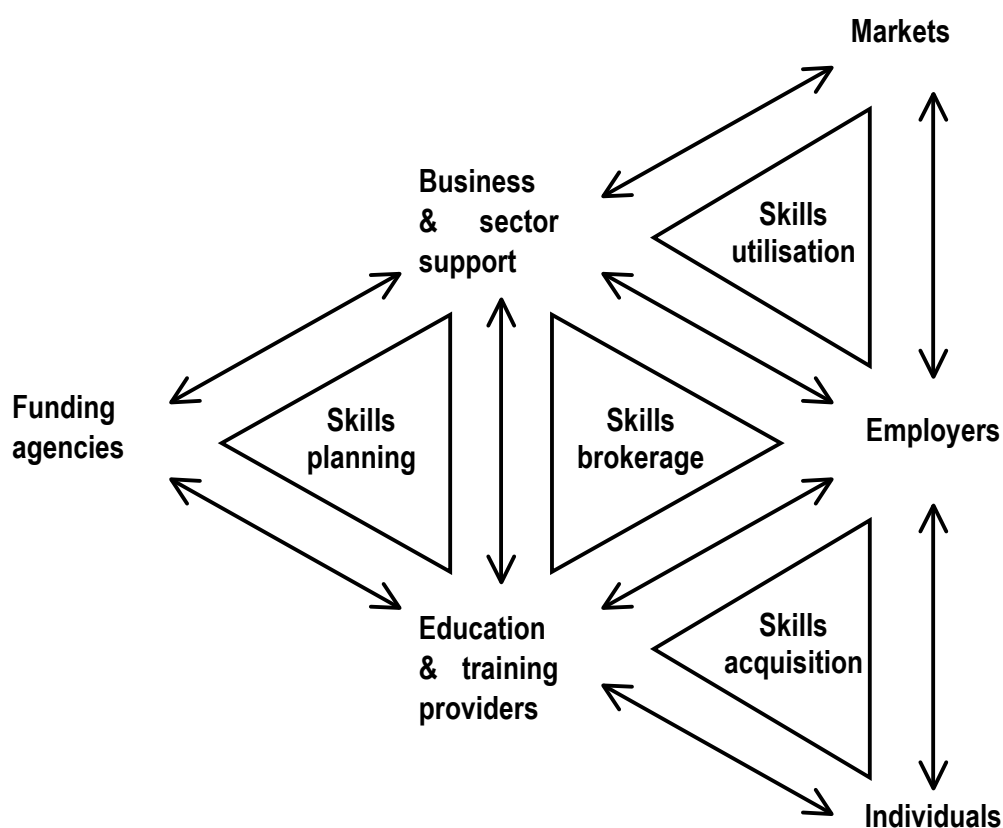 Markets
Business
& sector
support
Skills
utilisation
Funding
agencies
Skills
planning
Skills
brokerage
Employers
Education
& training
providers
Skills
acquisition
Individuals